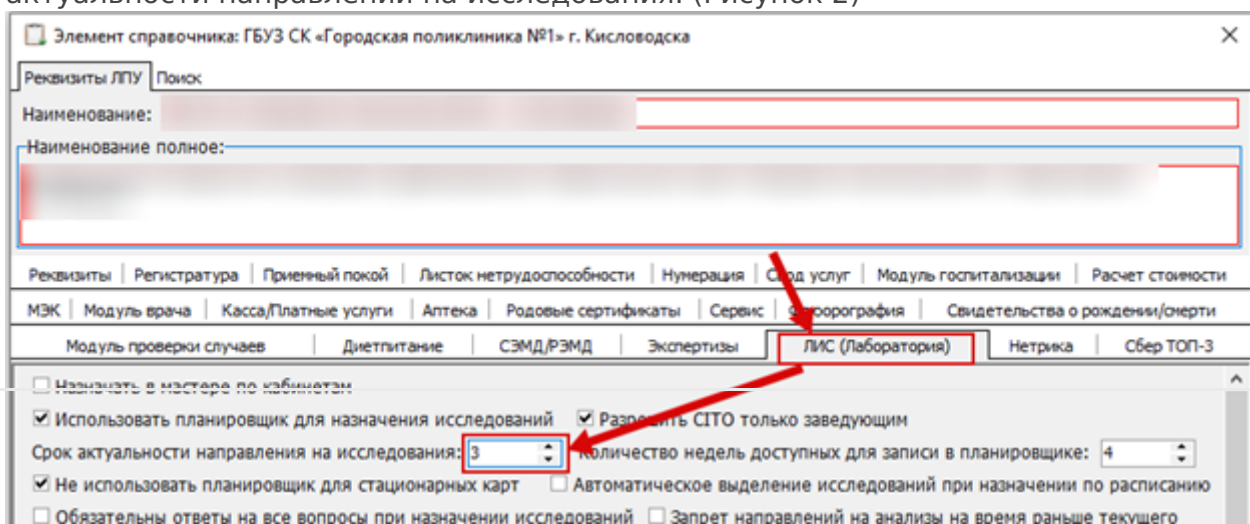 актуальности направлений на исследования. (Рисунок 2)
Элемент справочника: ГБУЗ СК «Городская поликлиника №1» г. Кисловодска
Реквизиты ЛПУ Поиск
Наименование:
Наименование полное:
Реквизиты Регистратура Приемный покой Листок нетрудоспособности Нумерация Свод услуг Модуль госпитализации Расчет стоимости
МЭК Модуль врача Касса/Платные услуги Аптека Родовые сертификаты Сервис Флюорография Свидетельства о рождении/смерти
Модуль проверки случаев Диетпитание СЭМД/РЭМД Экспертизы ЛИС (Лаборатория) Нетрика Сбер ТОП-3
Назначать в мастере по кабинетам
Использовать планировщик для назначения исследований Разрешить CITO только заведующим
Срок актуальности направления на исследования: 3 Количество недель доступных для записи в планировщике: 4
Не использовать планировщик для стационарных карт Автоматическое выделение исследований при назначении по расписанию
Обязательны ответы на все вопросы при назначении исследований Запрет направлений на анализы на время раньше текущего